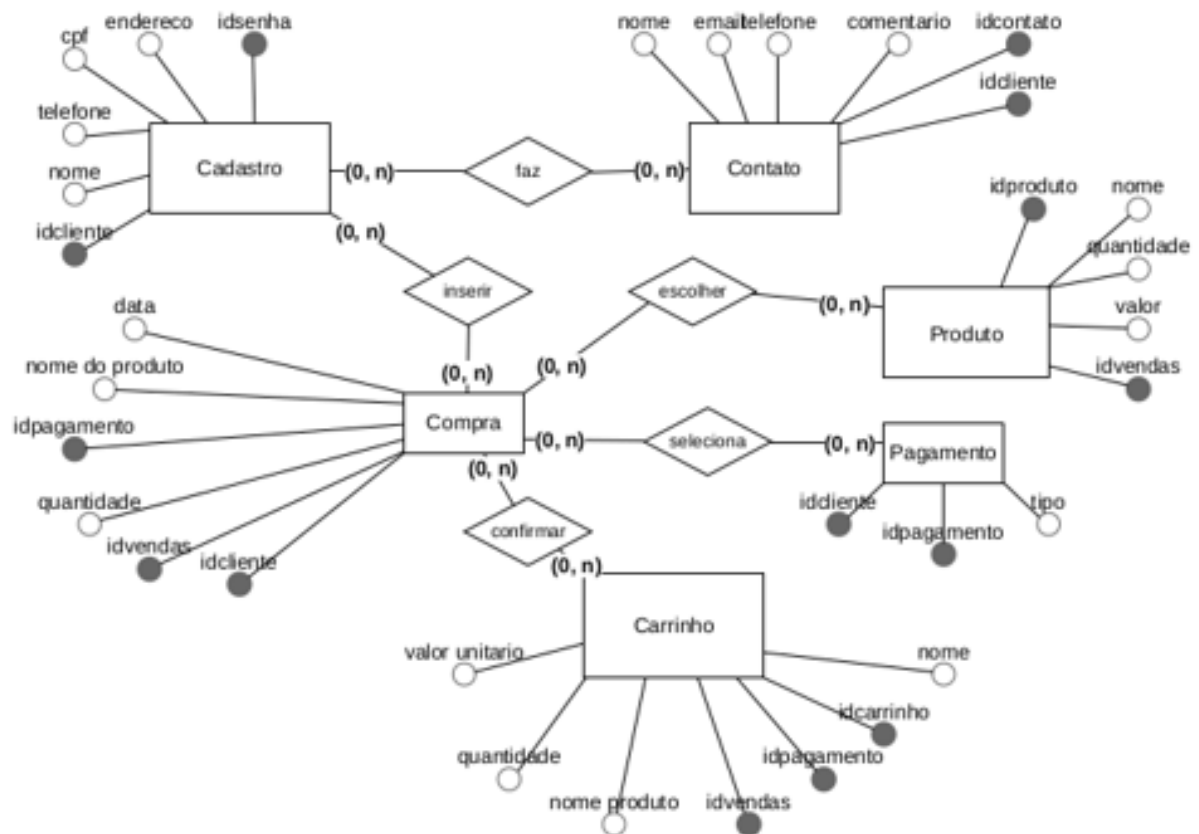 endereco
idsenha
cpf
telefone
nome
idcliente
Cadastro
(0, n)
faz
(0, n)
nome
email
telefone
comentario
idcontato
idcliente
Contato
(0, n)
inserir
(0, n)
idproduto
nome
quantidade
valor
idvendas
Produto
escolher
(0, n)
(0, n)
data
nome do produto
idpagamento
quantidade
idvendas
idcliente
Compra
(0, n)
seleciona
(0, n)
Pagamento
idcliente
idpagamento
tipo
(0, n)
confirmar
(0, n)
Carrinho
valor unitario
quantidade
nome produto
idvendas
idpagamento
idcarrinho
nome